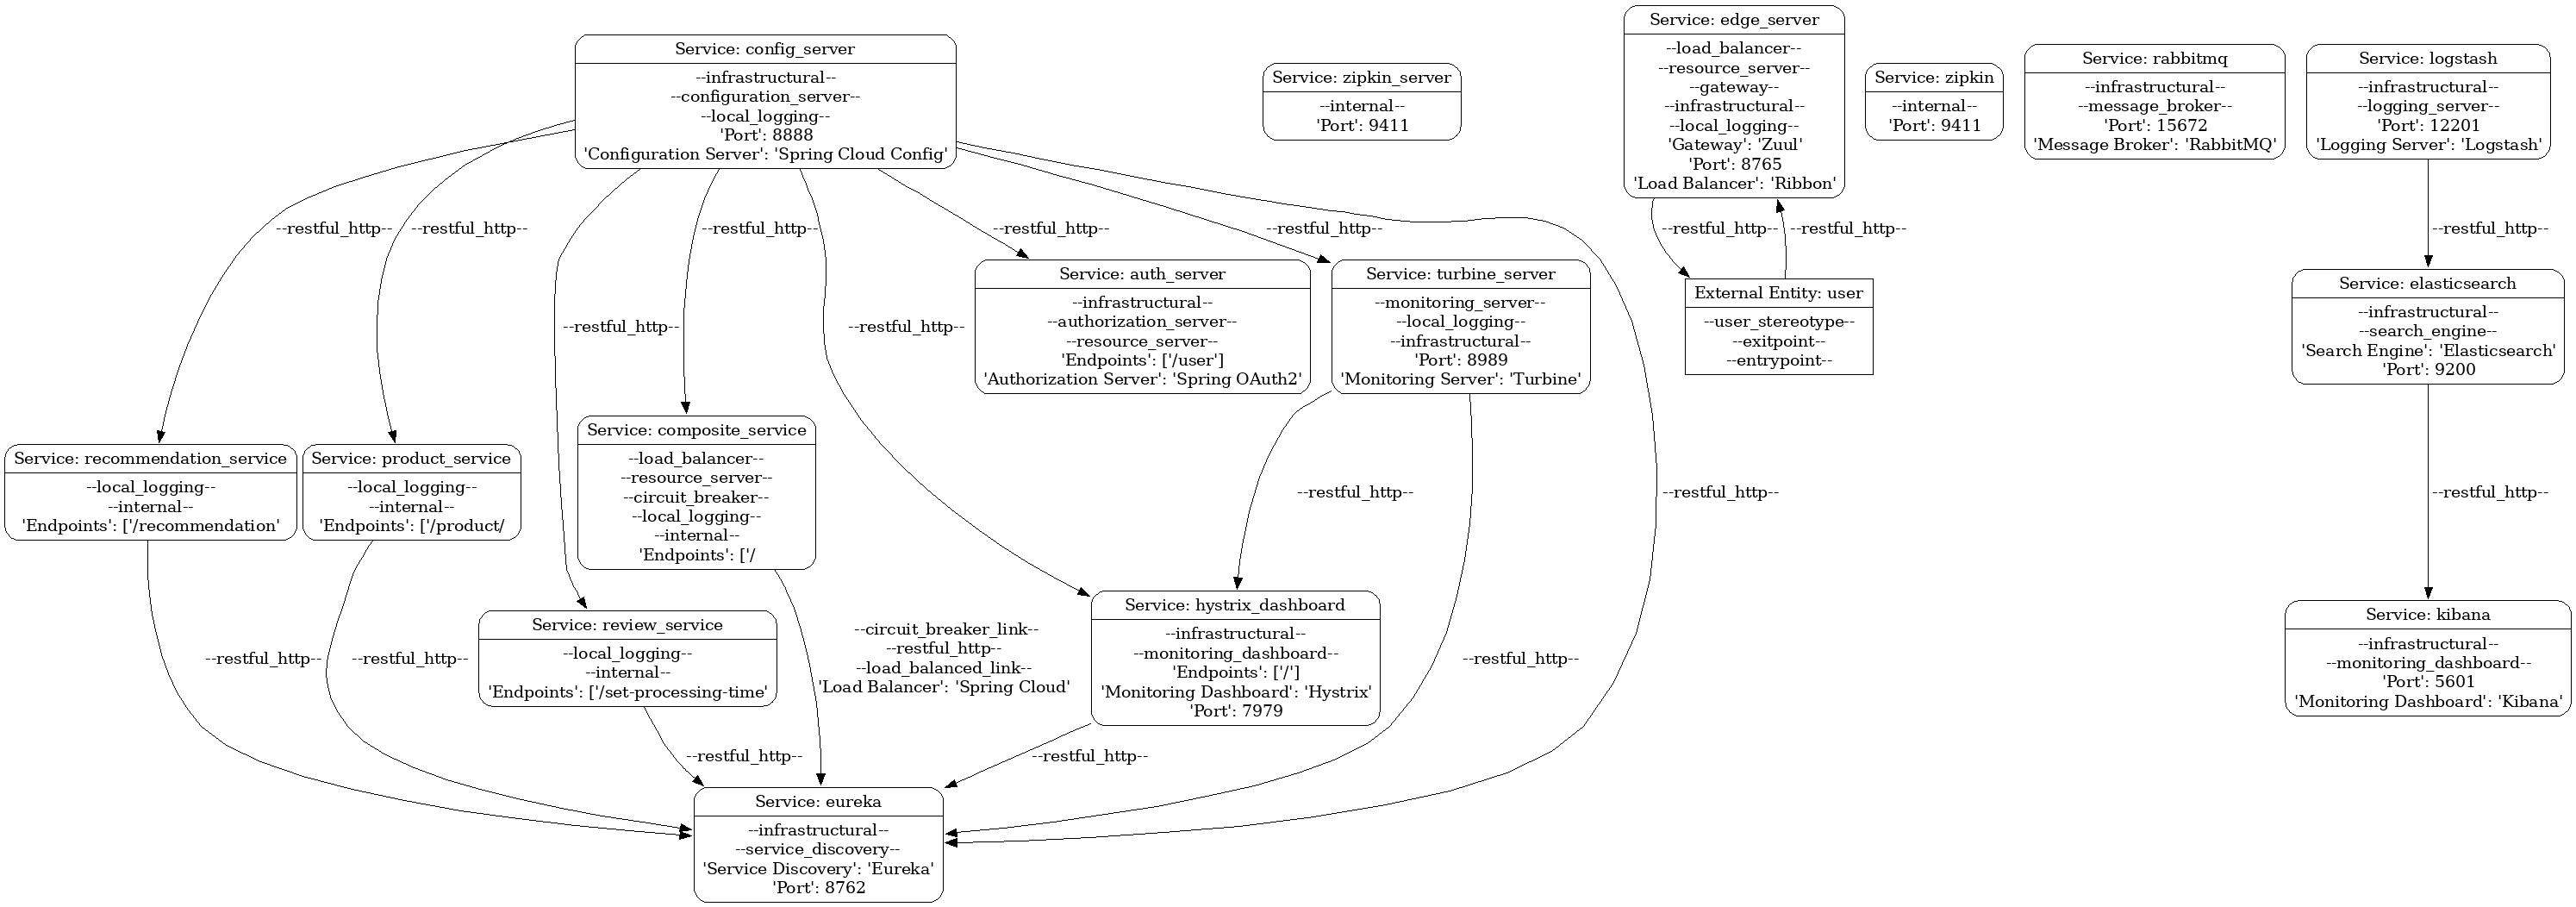 Service: config_server
--infrastructural--
--configuration_server--
--local_logging--
'Port': 8888
'Configuration Server': 'Spring Cloud Config'
Service: zipkin_server
--internal--
'Port': 9411
Service: edge_server
--load_balancer--
--resource_server--
--gateway--
--infrastructural--
--local_logging--
'Gateway': 'Zuul'
'Port': 8765
'Load Balancer': 'Ribbon'
Service: zipkin
--internal--
'Port': 9411
Service: rabbitmq
--infrastructural--
--message_broker--
'Port': 15672
'Message Broker': 'RabbitMQ'
Service: logstash
--infrastructural--
--logging_server--
'Port': 12201
'Logging Server': 'Logstash'
--restful_http--
--restful_http--
--restful_http--
--restful_http--
--restful_http--
--restful_http--
--restful_http--
--restful_http--
Service: auth_server
--infrastructural--
--authorization_server--
--resource_server--
'Endpoints': ['/user']
'Authorization Server': 'Spring OAuth2'
Service: turbine_server
--monitoring_server--
--local_logging--
--infrastructural--
'Port': 8989
'Monitoring Server': 'Turbine'
External Entity: user
--user_stereotype--
--exitpoint--
--entrypoint--
Service: elasticsearch
--infrastructural--
--search_engine--
'Search Engine': 'Elasticsearch'
'Port': 9200
--restful_http--
--restful_http--
Service: recommendation_service
--local_logging--
--internal--
'Endpoints': ['/recommendation'
Service: product_service
--local_logging--
--internal--
'Endpoints': ['/product/
Service: composite_service
--load_balancer--
--resource_server--
--circuit_breaker--
--local_logging--
--internal--
'Endpoints': ['/
--restful_http--
--restful_http--
--restful_http--
Service: review_service
--local_logging--
--internal--
'Endpoints': ['/set-processing-time'
--circuit_breaker_link--
--restful_http--
--load_balanced_link--
'Load Balancer': 'Spring Cloud'
Service: hystrix_dashboard
--infrastructural--
--monitoring_dashboard--
'Endpoints': ['/']
'Monitoring Dashboard': 'Hystrix'
'Port': 7979
Service: kibana
--infrastructural--
--monitoring_dashboard--
'Port': 5601
'Monitoring Dashboard': 'Kibana'
--restful_http--
--restful_http--
--restful_http--
--restful_http--
--restful_http--
Service: eureka
--infrastructural--
--service_discovery--
'Service Discovery': 'Eureka'
'Port': 8762